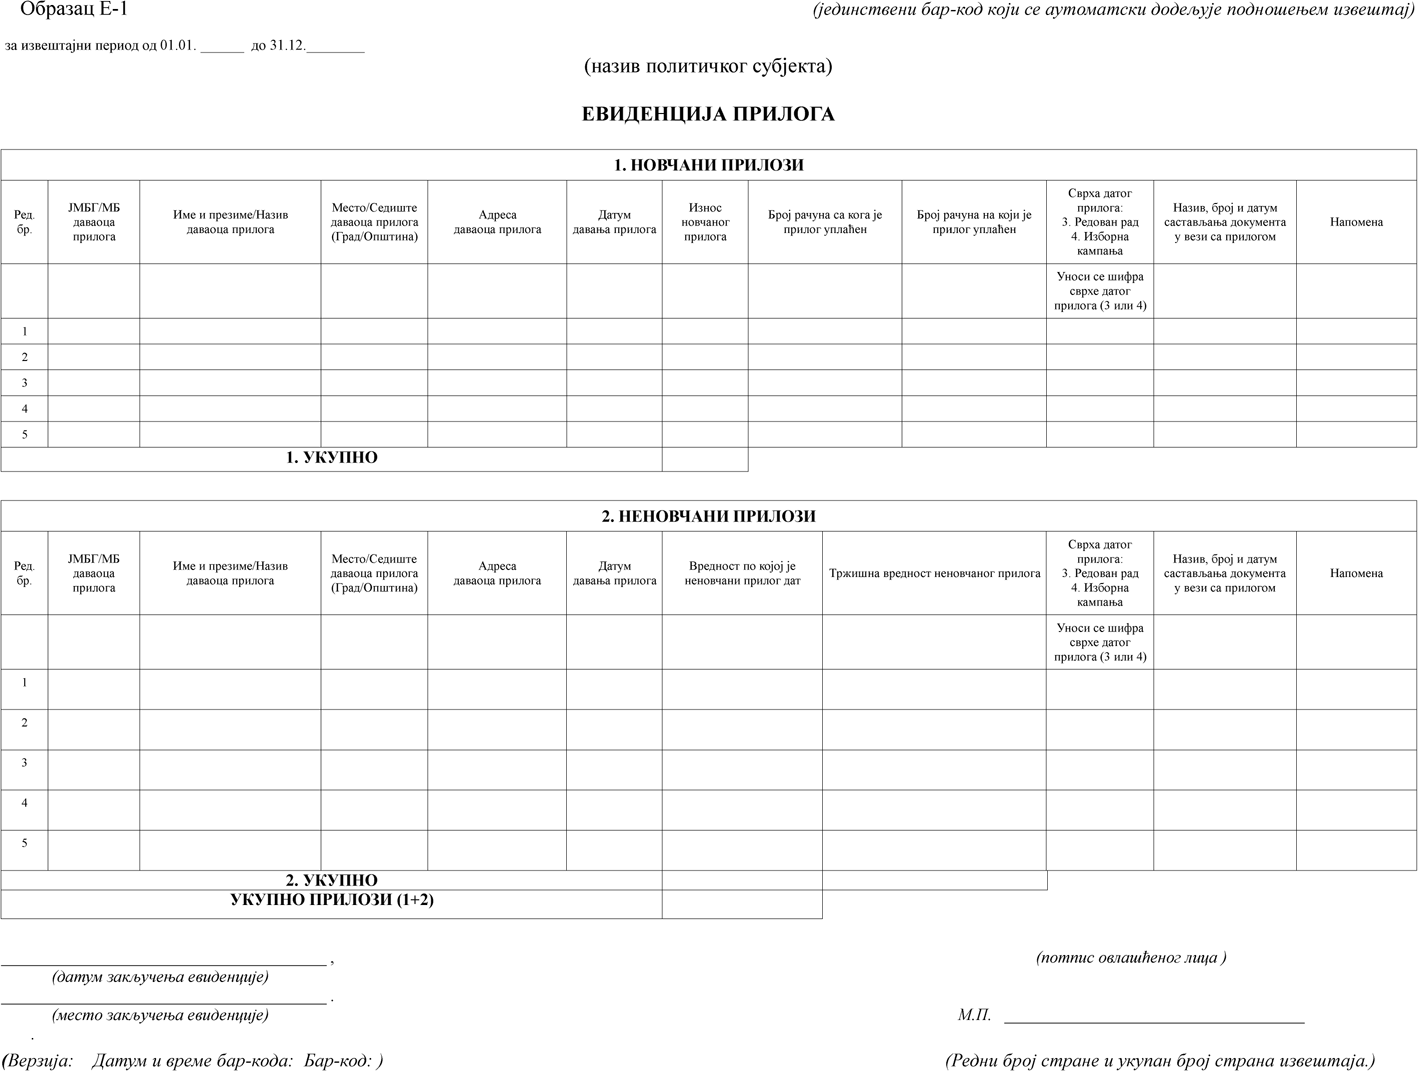 Образац Е-1
(јединствени бар-код који се аутоматски додељује подношењем извештај)
за извештајни период од 01.01. ______ до 31.12.________
(назив политичког субјекта)
ЕВИДЕНЦИЈА ПРИЛОГА
1. НОВЧАНИ ПРИЛОЗИ
Ред.
бр.
ЈМБГ/МБ
даваоца
прилога
Име и презиме/Назив
даваоца прилога
Место/Седиште
даваоца прилога
(Град/Општина)
Адреса
даваоца прилога
Датум
давања прилога
Износ
новчаног
прилога
Број рачуна са кога је
прилог уплаћен
Број рачуна на који је
прилог уплаћен
Сврха датог
прилога:
3. Редован рад
4. Изборна
кампања
Назив, број и датум
састављања документа
у вези са прилогом
Напомена
Уноси се шифра
сврхе датог
прилога (3 или 4)
1
2
3
4
5
1. УКУПНО
2. НЕНОВЧАНИ ПРИЛОЗИ
Ред.
бр.
ЈМБГ/МБ
даваоца
прилога
Име и презиме/Назив
даваоца прилога
Место/Седиште
даваоца прилога
(Град/Општина)
Адреса
даваоца прилога
Датум
давања прилога
Вредност по којој је
неновчани прилог дат
Тржишна вредност неновчаног прилога
Сврха датог
прилога:
3. Редован рад
4. Изборна
кампања
Назив, број и датум
састављања документа
у вези са прилогом
Напомена
Уноси се шифра
сврхе датог
прилога (3 или 4)
1
2
3
4
5
2. УКУПНО
УКУПНО ПРИЛОЗИ (1+2)
______________________________ ,
(потпис овлашћеног лица )
(датум закључења евиденције)
______________________________ .
(место закључења евиденције)
М.П. ______________________________
.
(Верзија: Датум и време бар-кода: Бар-код: )
(Редни број стране и укупан број страна извештаја.)